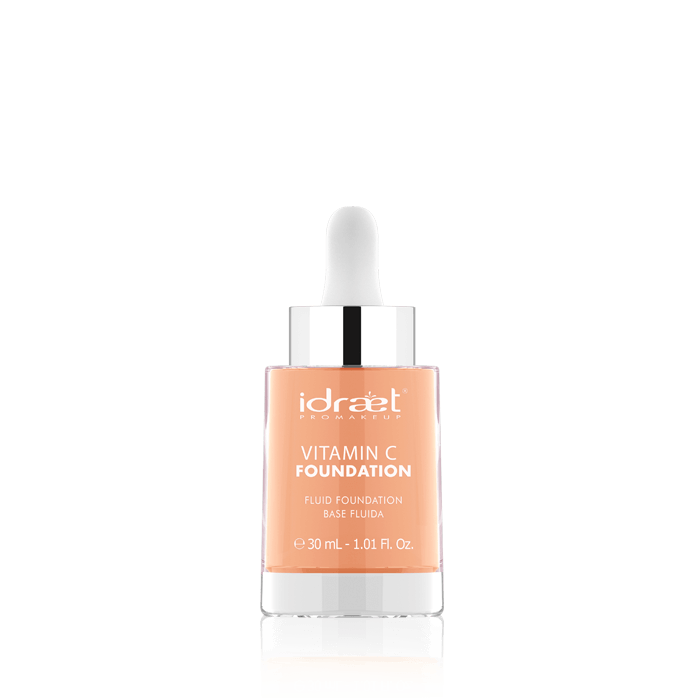 idraet®
PROMAKEUP
VITAMIN C
FOUNDATION
FLUID FOUNDATION
BASE FLUIDA
℮ 30 mL - 1.01 Fl. Oz.